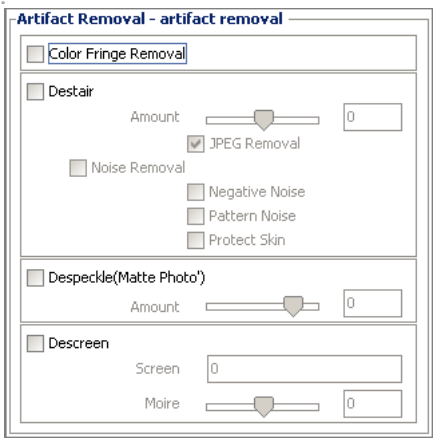 Artifact Removal - artifact removal
Color Fringe Removal
Destair
Amount 0
JPEG Removal
Noise Removal
Negative Noise
Pattern Noise
Protect Skin
Despeckle(Matte Photo')
Amount 0
Descreen
Screen 0
Moire 0